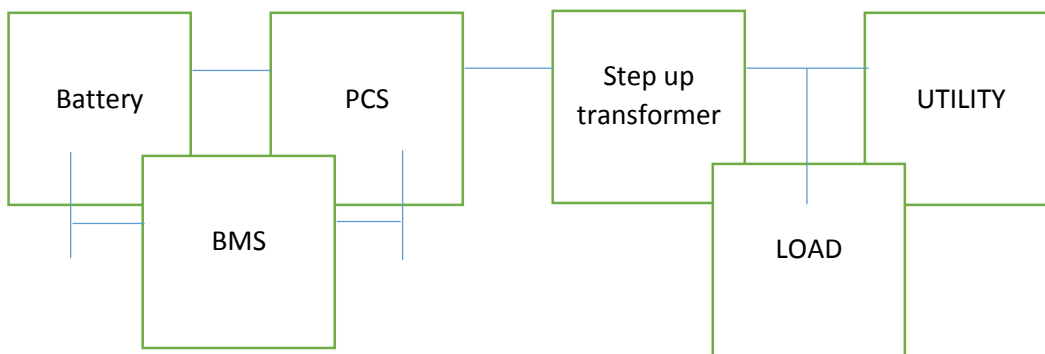 Battery
PCS
Step up
transformer
UTILITY
BMS
LOAD